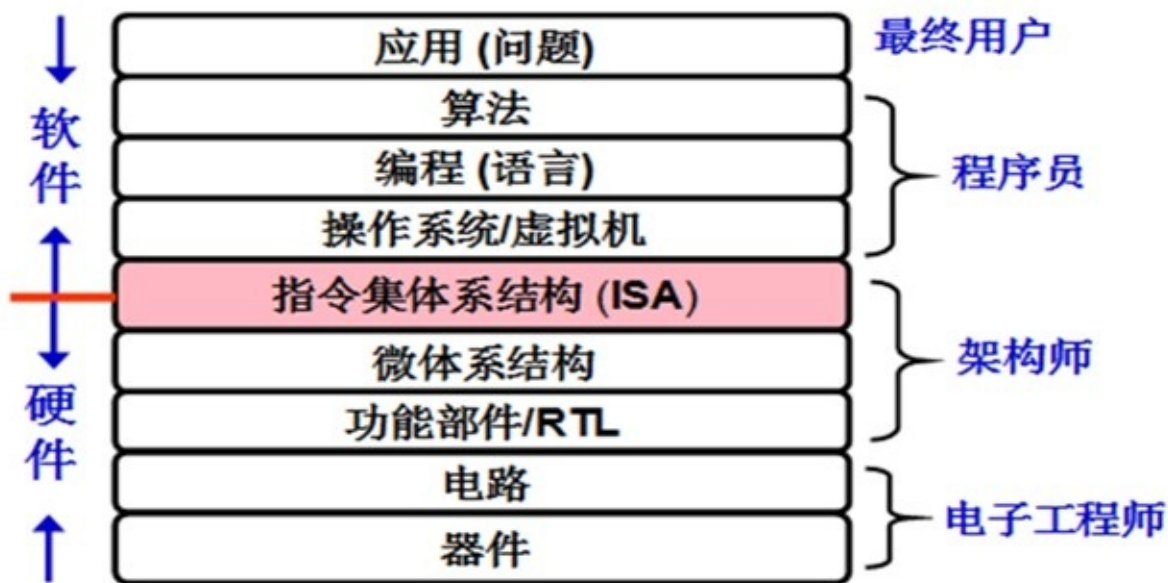 应用 (问题)
最终用户
算法
编程 (语言)
操作系统/虚拟机
程序员
软件
指令集体系结构 (ISA)
微体系结构
功能部件/RTL
架构师
硬件
电路
器件
电子工程师